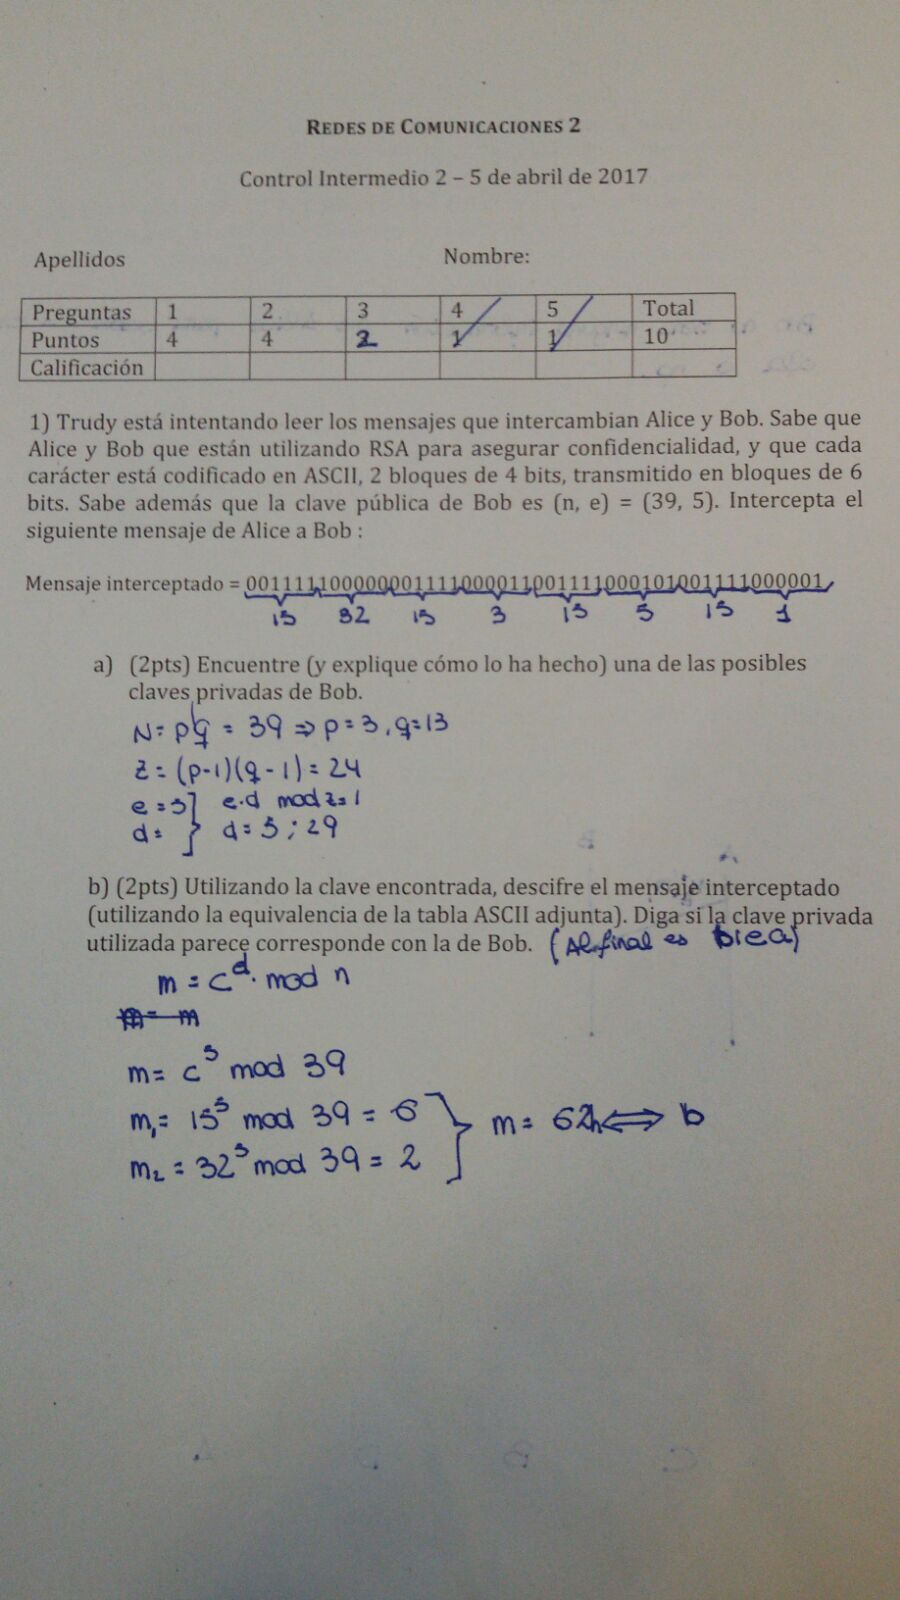 REDES DE COMUNICACIONES 2
Control Intermedio 2 – 5 de abril de 2017
Apellidos Nombre:
Preguntas 1 2 3 4 5 Total
Puntos 4 4 2 1 1 10
Calificación
1) Trudy está intentando leer los mensajes que intercambian Alice y Bob. Sabe que
Alice y Bob que están utilizando RSA para asegurar confidencialidad, y que cada
carácter está codificado en ASCII, 2 bloques de 4 bits, transmitido en bloques de 6
bits. Sabe además que la clave pública de Bob es (n, e) = (39, 5). Intercepta el
siguiente mensaje de Alice a Bob :
Mensaje interceptado = 001111100000001111000011001111000101001111000001
15 32 15 3 15 5 15 1
a) (2pts) Encuentre (y explique cómo lo ha hecho) una de las posibles
claves privadas de Bob.
N = p q = 39 ⇒ p = 3, q = 13
z = (p-1)(q-1) = 24
e = 5 } e·d mod z = 1
d = } d = 5 ; 29
b) (2pts) Utilizando la clave encontrada, descifre el mensaje interceptado
(utilizando la equivalencia de la tabla ASCII adjunta). Diga si la clave privada
utilizada parece corresponde con la de Bob. (Al final es bien)
m = c^d · mod n
m = m
m = c^5 mod 39
m₁ = 15^5 mod 39 = 6 } m = 62h ⟺ b
m₂ = 32^5 mod 39 = 2